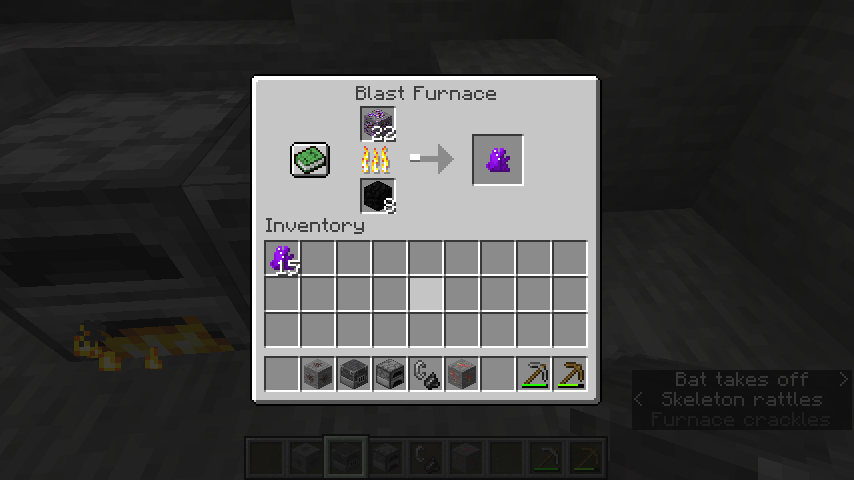 Blast Furnace
22
8
Inventory
15
Bat takes off >
< Skeleton rattles
Furnace crackles